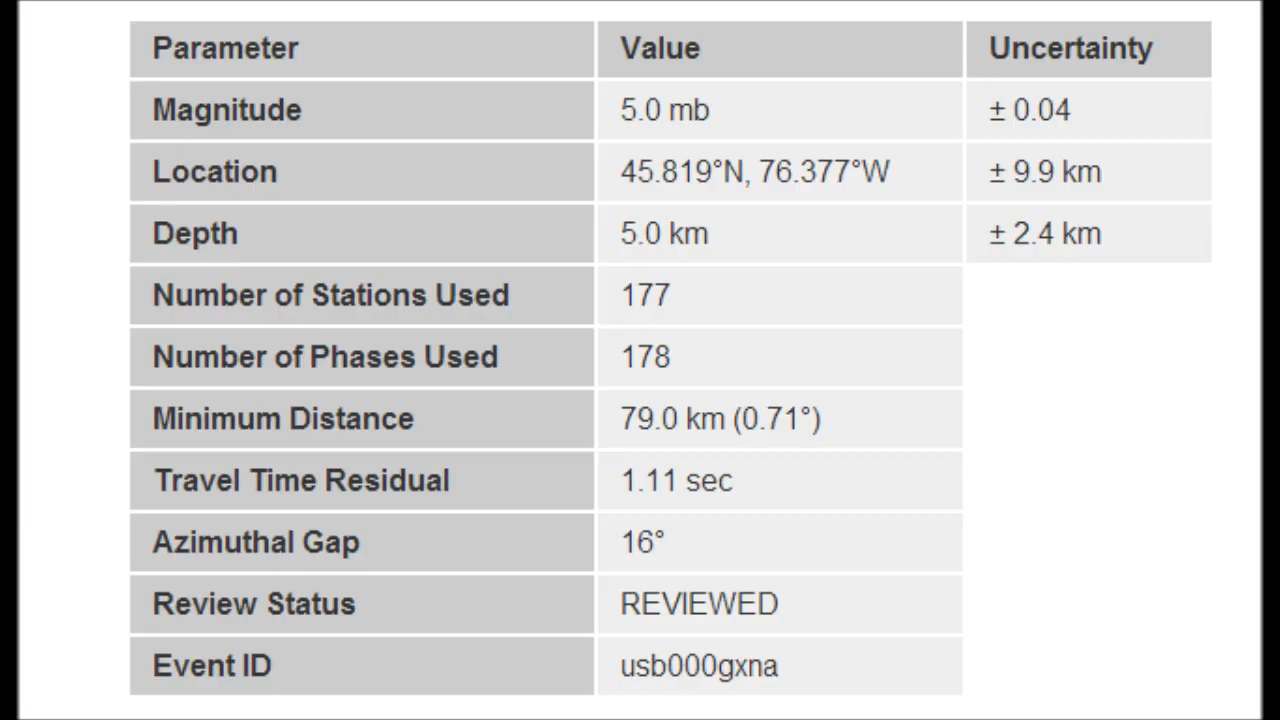 Parameter Value Uncertainty
Magnitude 5.0 mb ± 0.04
Location 45.819°N, 76.377°W ± 9.9 km
Depth 5.0 km ± 2.4 km
Number of Stations Used 177
Number of Phases Used 178
Minimum Distance 79.0 km (0.71°)
Travel Time Residual 1.11 sec
Azimuthal Gap 16°
Review Status REVIEWED
Event ID usb000gxna